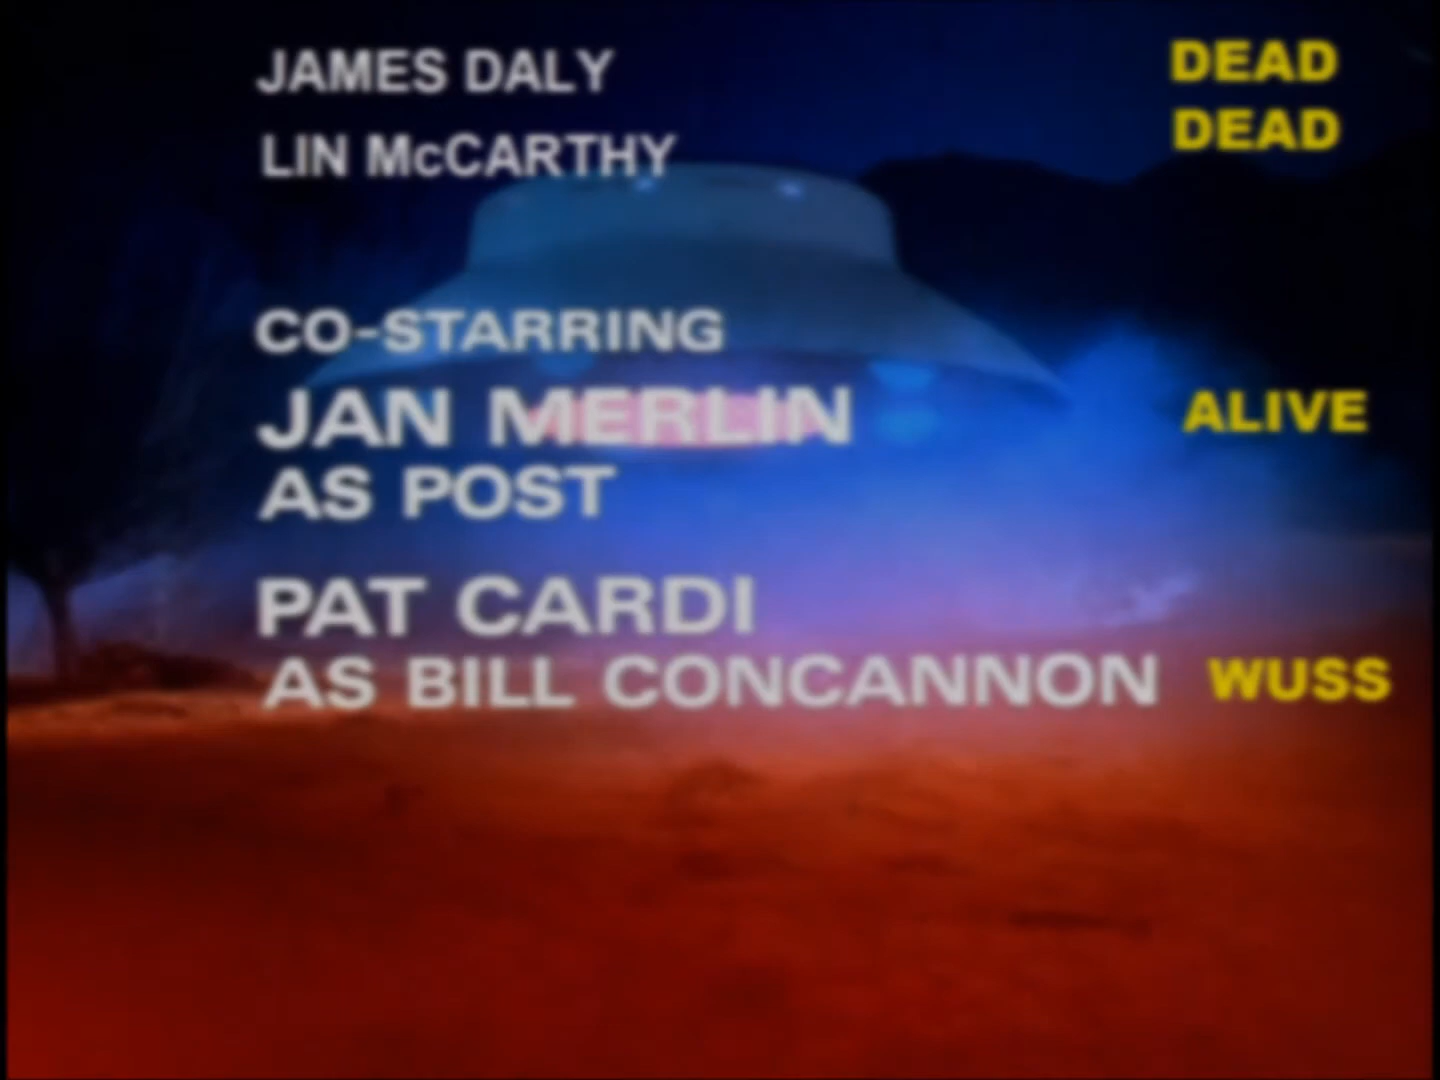 JAMES DALY DEAD
LIN McCARTHY DEAD
CO-STARRING
JAN MERLIN ALIVE
AS POST
PAT CARDI
AS BILL CONCANNON WUSS